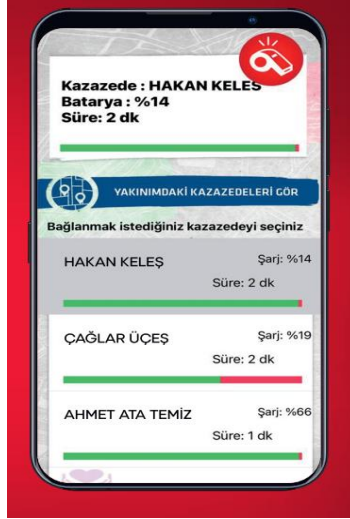 Kazazede : HAKAN KELEŞ
Batarya : %14
Süre: 2 dk
YAKINIMDAKİ KAZAZEDELERİ GÖR
Bağlanmak istediğiniz kazazedeyi seçiniz
HAKAN KELEŞ Şarj: %14
Süre: 2 dk
ÇAĞLAR ÜÇEŞ Şarj: %19
Süre: 2 dk
AHMET ATA TEMİZ Şarj: %66
Süre: 1 dk